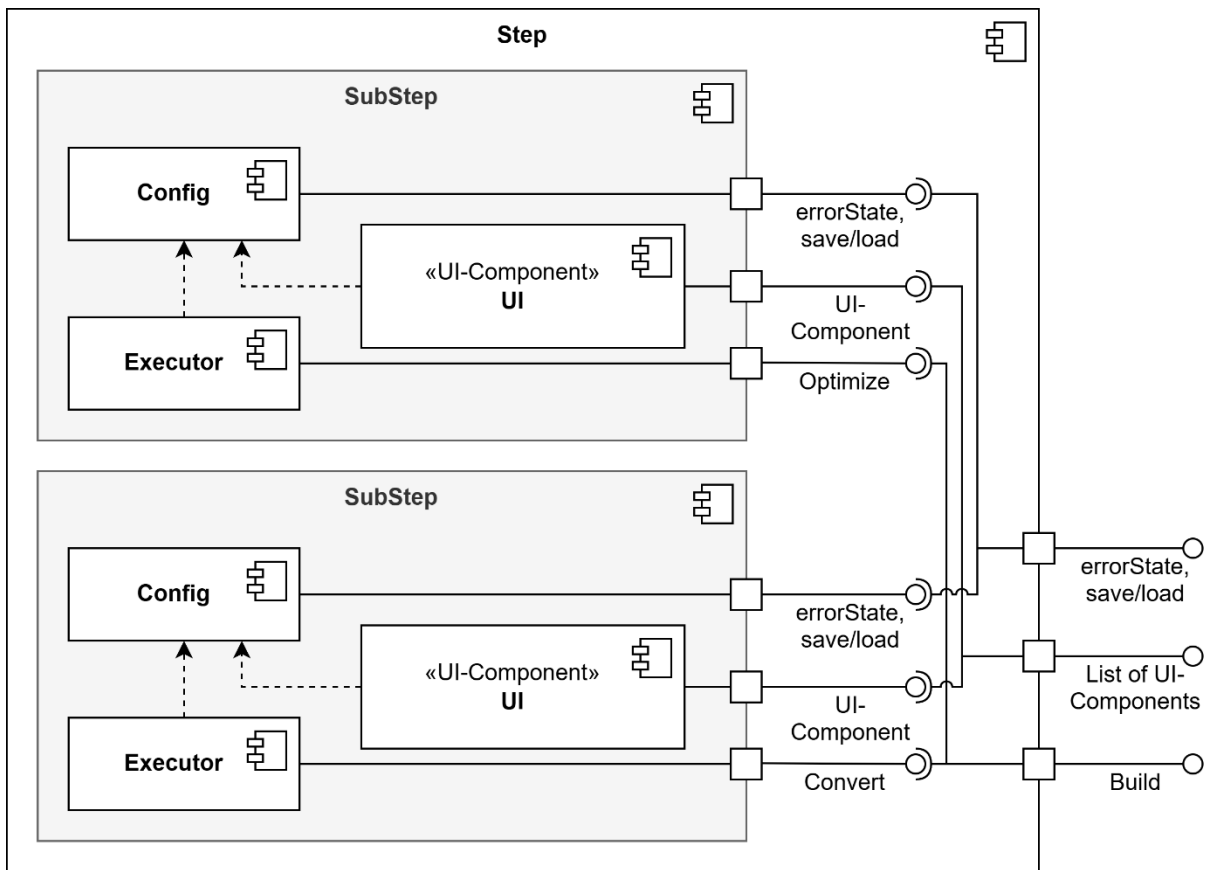 Step
SubStep
Config
errorState,
save/load
«UI-Component»
UI
UI-
Component
Executor
Optimize
SubStep
Config
errorState,
save/load
errorState,
save/load
«UI-Component»
UI
UI-
Component
List of UI-
Components
Executor
Convert
Build